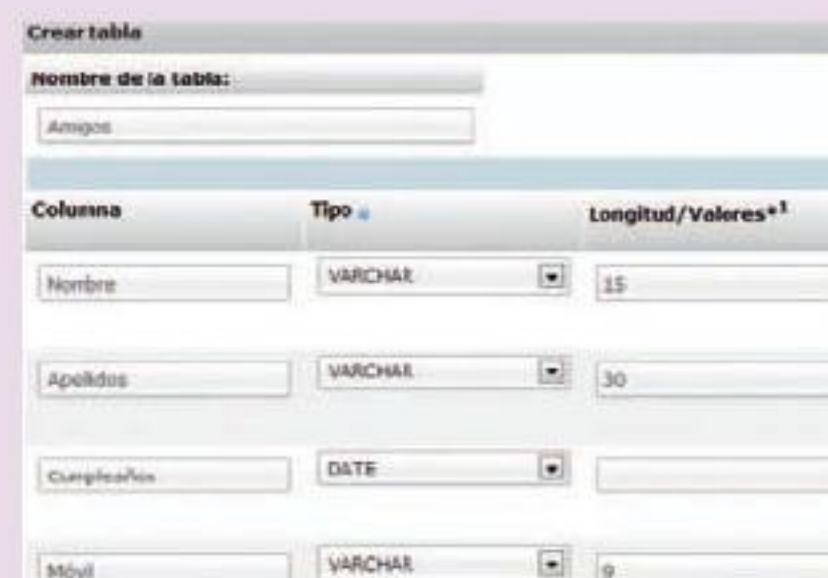 Crear tabla
Nombre de la tabla:
Amigos
Columna Tipo Longitud/Valores*1
Nombre VARCHAR 15
Apellidos VARCHAR 30
Cumpleaños DATE
Móvil VARCHAR 9